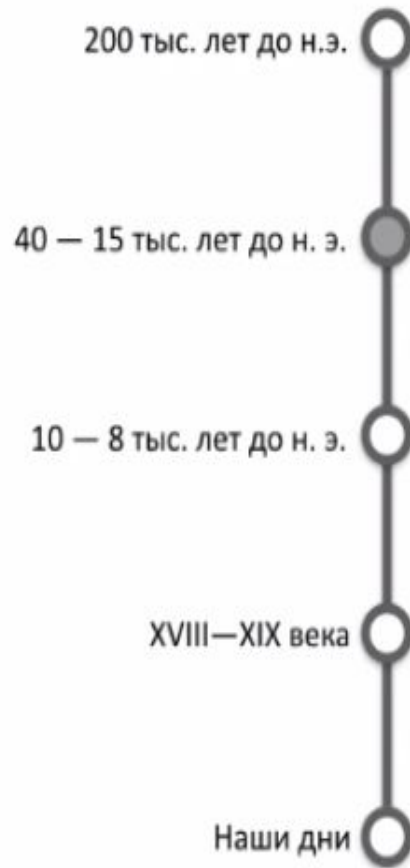 200 тыс. лет до н.э.
40 — 15 тыс. лет до н. э.
10 — 8 тыс. лет до н. э.
XVIII—XIX века
Наши дни